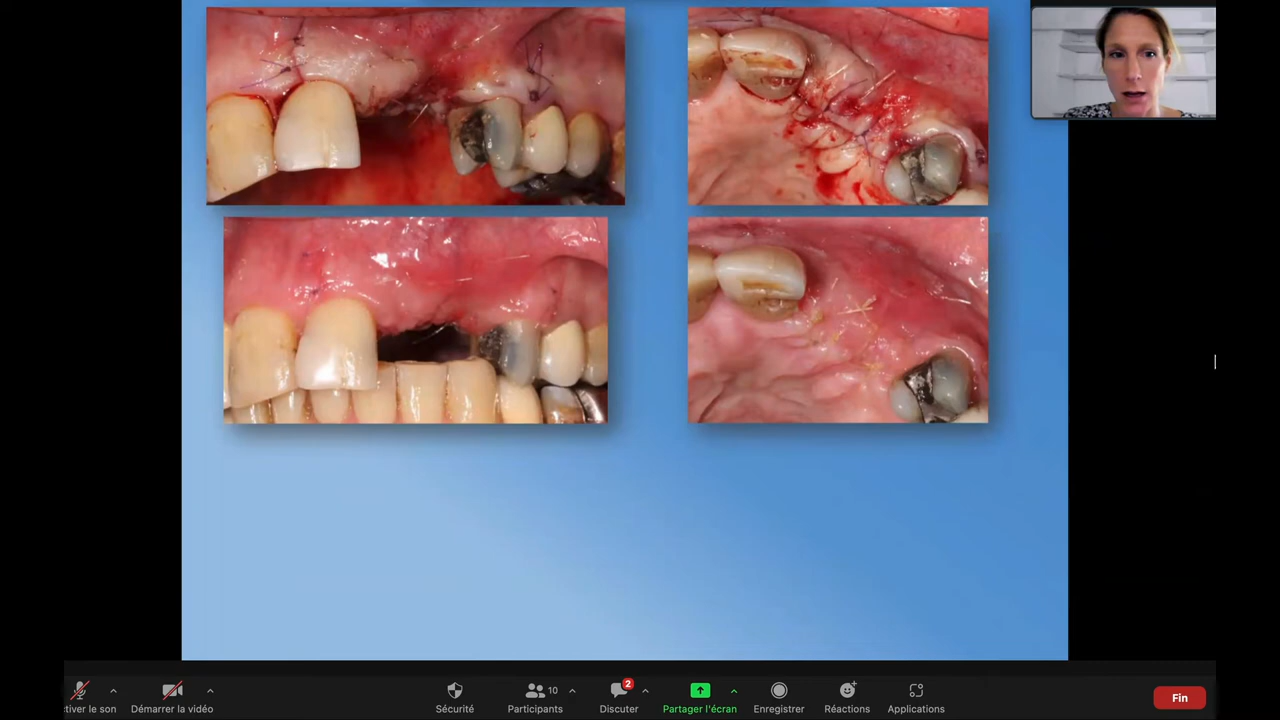 tiver le son
Démarrer la vidéo
Sécurité
10
Participants
2
Discuter
Partager l'écran
Enregistrer
Réactions
Applications
Fin